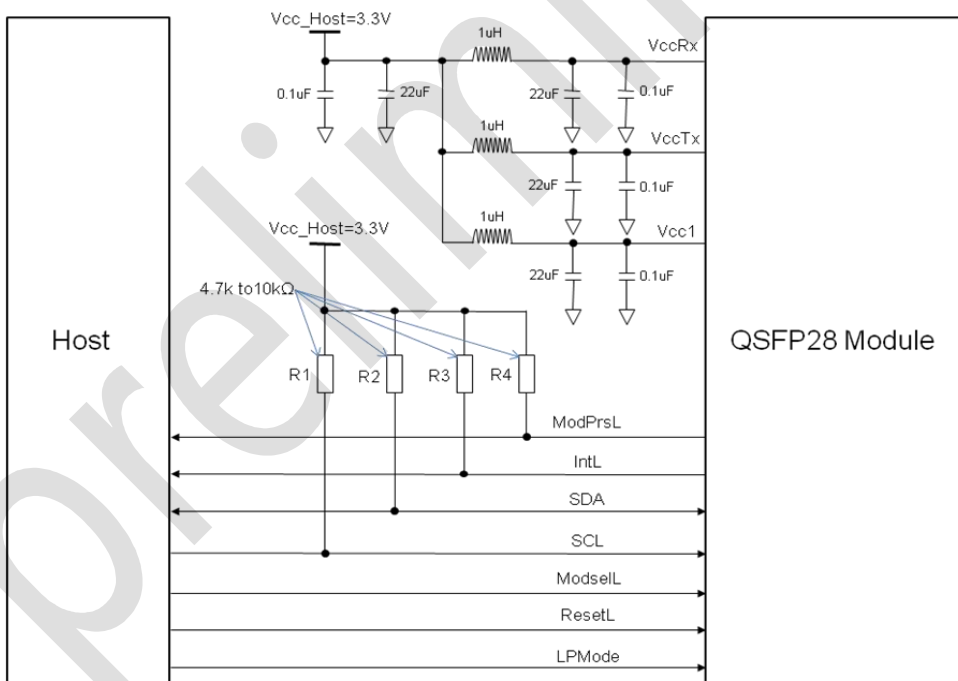 Vcc_Host=3.3V
1uH
VccRx
0.1uF
22uF
22uF
0.1uF
1uH
VccTx
22uF
0.1uF
1uH
Vcc1
22uF
0.1uF
Vcc_Host=3.3V
4.7k to10kΩ
Host
QSFP28 Module
R1
R2
R3
R4
ModPrsL
IntL
SDA
SCL
ModselL
ResetL
LPMode